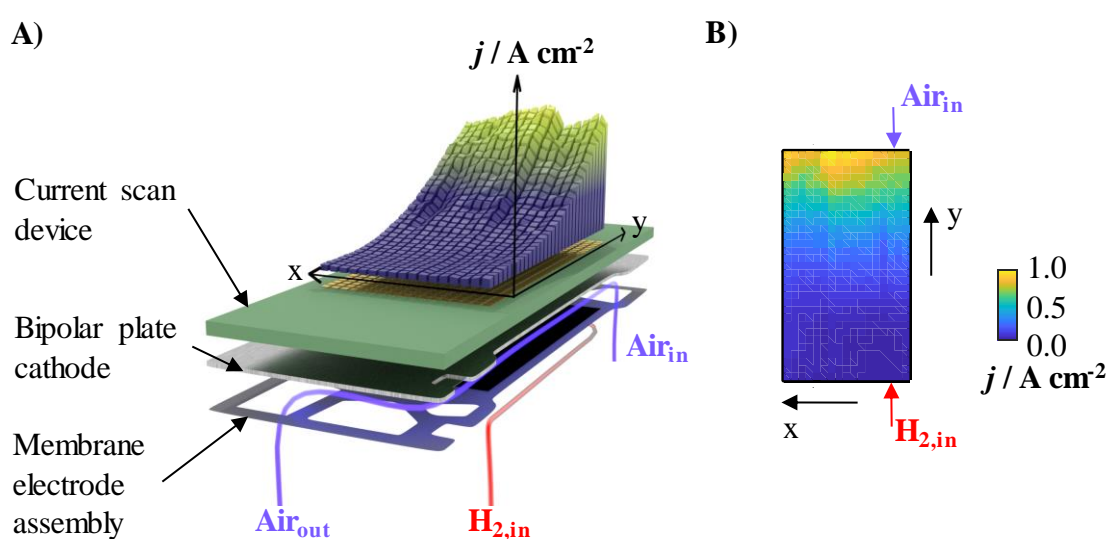 A)
j / A cm-2
Current scan
device
x
y
Bipolar plate
cathode
Airin
Membrane
electrode
assembly
Airout
H2,in
B)
Airin
y
1.0
0.5
0.0
j / A cm-2
x
H2,in